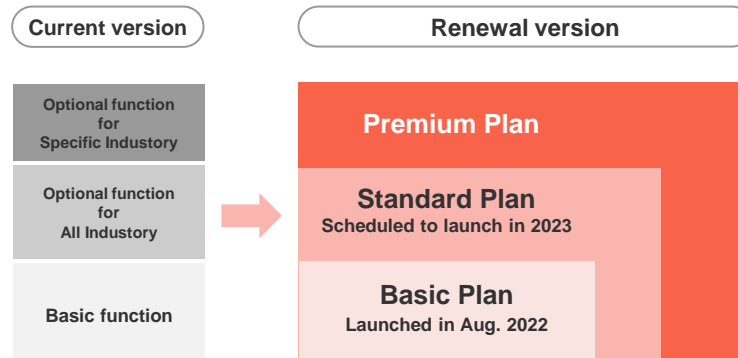 Current version
Renewal version
Optional function
for
Specific Industory
Premium Plan
Optional function
for
All Industory
Standard Plan
Scheduled to launch in 2023
Basic function
Basic Plan
Launched in Aug. 2022